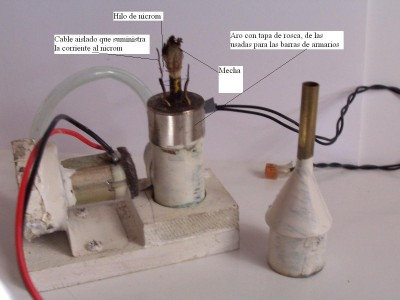 Hilo de nicrom
Cable aislado que suministra
la corriente al nicrom
Aro con tapa de rosca, de las
usadas para las barras de armarios
Mecha